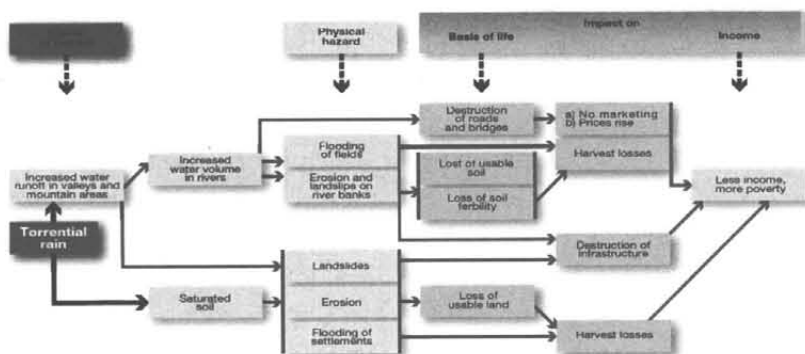 Physical
hazard
Impact on
Basis of life
Income
Destruction
of roads
and bridges
a) No marketing
b) Prices rise
Increased water
runoff in valleys and
mountain areas
Increased water
volume in rivers
Flooding
of fields
Erosion and
landslips on
river banks
Lost of usable
soil
Loss of soil
ferbility
Harvest losses
Less income,
more poverty
Torrential
rain
Destruction of
infrastructure
Landslides
Saturated
soil
Erosion
Loss of
usable land
Flooding of
settlements
Harvest losses